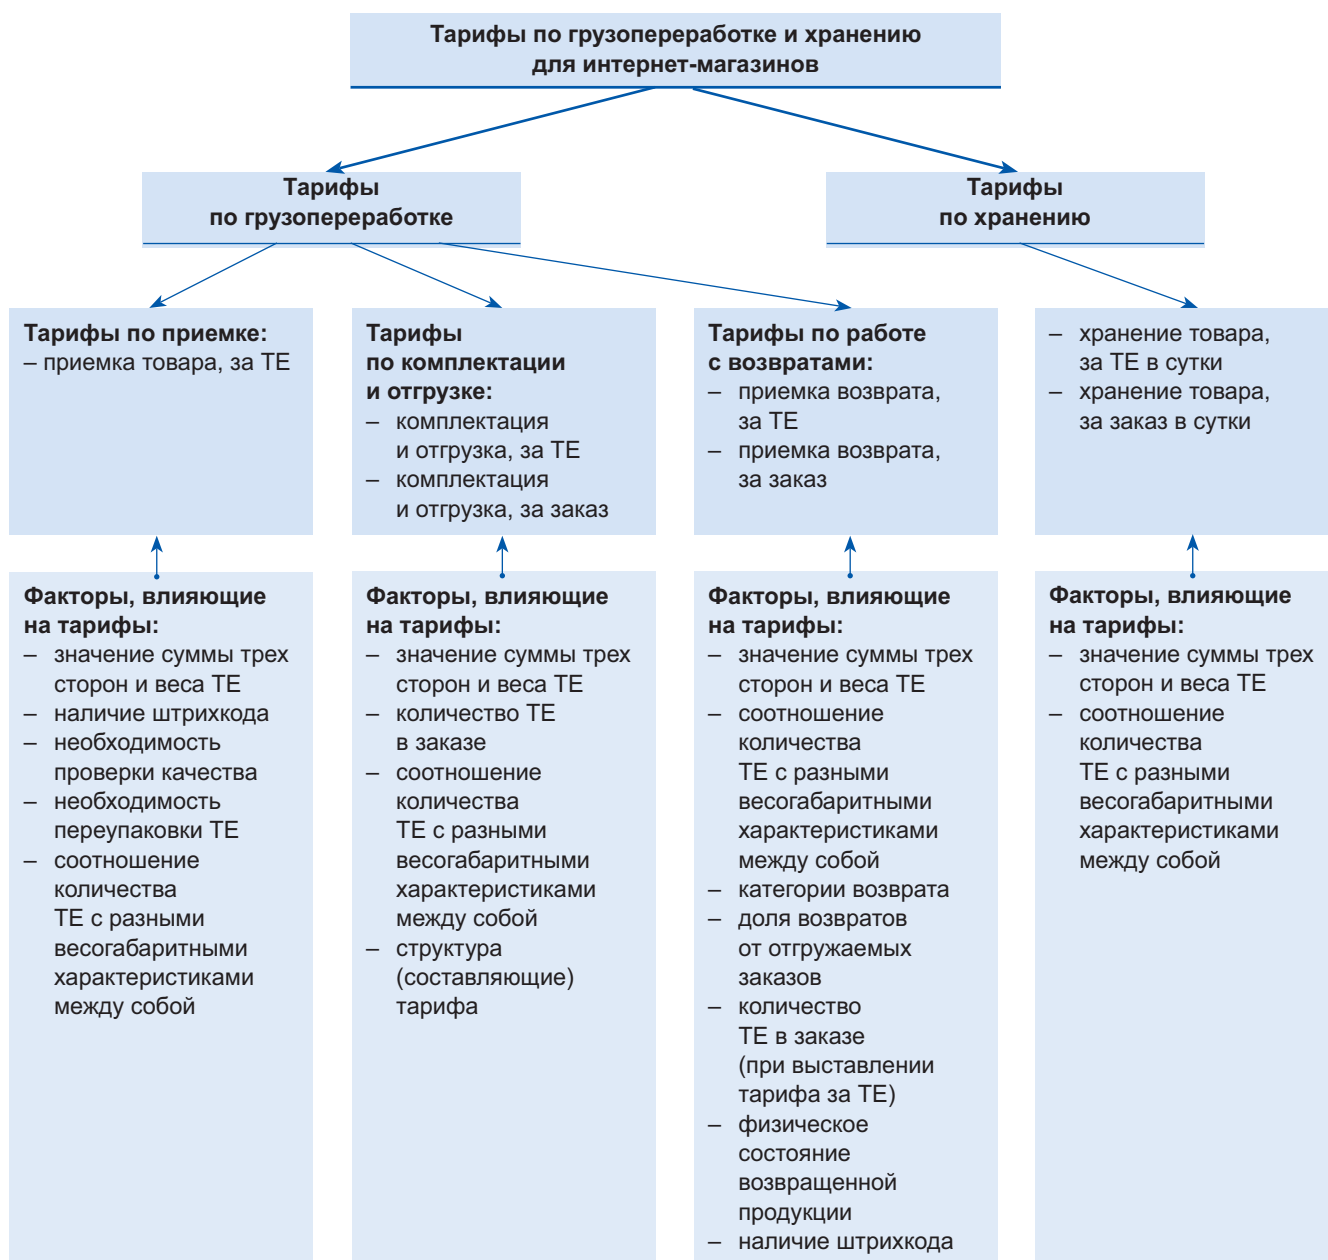 Тарифы по грузопереработке и хранению
для интернет-магазинов
Тарифы
по грузопереработке
Тарифы
по хранению
Тарифы по приемке:
– приемка товара, за ТЕ
Тарифы
по комплектации
и отгрузке:
– комплектация
и отгрузка, за ТЕ
– комплектация
и отгрузка, за заказ
Тарифы по работе
с возвратами:
– приемка возврата,
за ТЕ
– приемка возврата,
за заказ
– хранение товара,
за ТЕ в сутки
– хранение товара,
за заказ в сутки
Факторы, влияющие
на тарифы:
– значение суммы трех
сторон и веса ТЕ
– наличие штрихкода
– необходимость
проверки качества
– необходимость
переупаковки ТЕ
– соотношение
количества
ТЕ с разными
весогабаритными
характеристиками
между собой
Факторы, влияющие
на тарифы:
– значение суммы трех
сторон и веса ТЕ
– количество ТЕ
в заказе
– соотношение
количества
ТЕ с разными
весогабаритными
характеристиками
между собой
– структура
(составляющие)
тарифа
Факторы, влияющие
на тарифы:
– значение суммы трех
сторон и веса ТЕ
– соотношение
количества
ТЕ с разными
весогабаритными
характеристиками
между собой
– категории возврата
– доля возвратов
от отгружаемых
заказов
– количество
ТЕ в заказе
(при выставлении
тарифа за ТЕ)
– физическое
состояние
возвращенной
продукции
– наличие штрихкода
Факторы, влияющие
на тарифы:
– значение суммы трех
сторон и веса ТЕ
– соотношение
количества
ТЕ с разными
весогабаритными
характеристиками
между собой